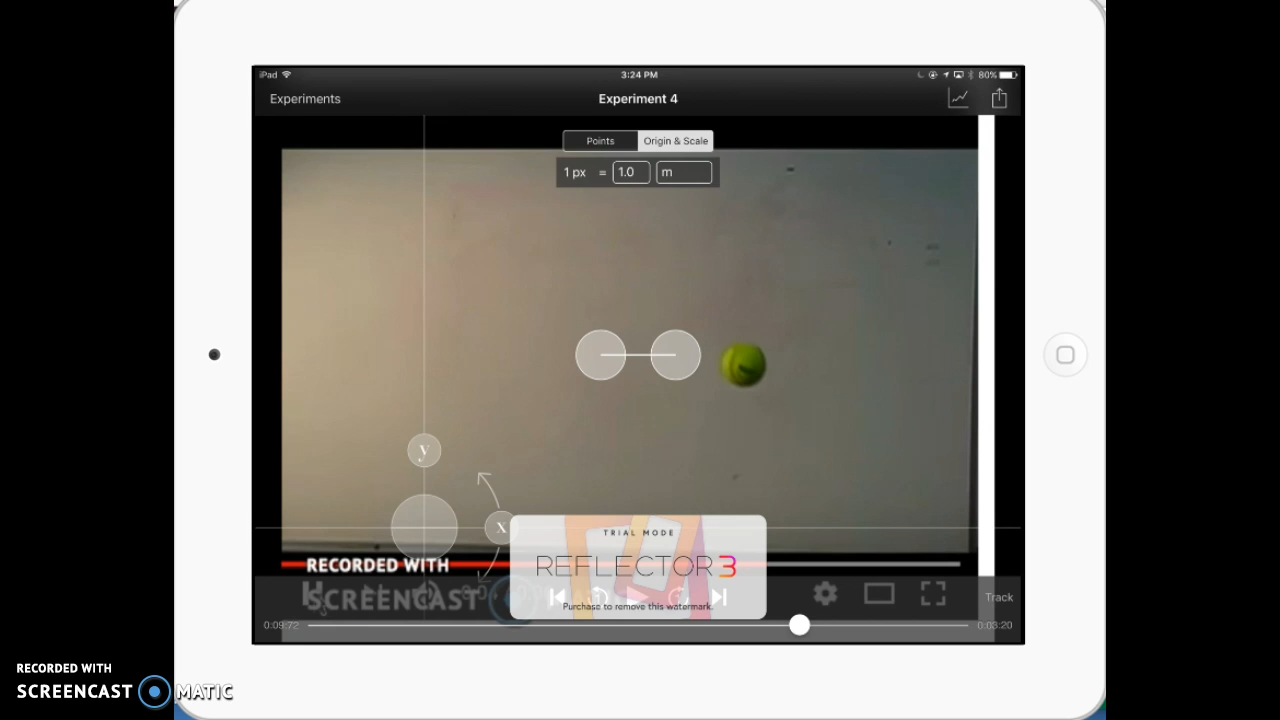 iPad 3:24 PM 80%
Experiments Experiment 4
Points Origin & Scale
1 px = 1.0 m
y
x
TRIAL MODE
REFLECTOR 3
Purchase to remove this watermark.
RECORDED WITH
SCREENCAST
Track
0:09:72 0:03:20
RECORDED WITH
SCREENCAST MATIC